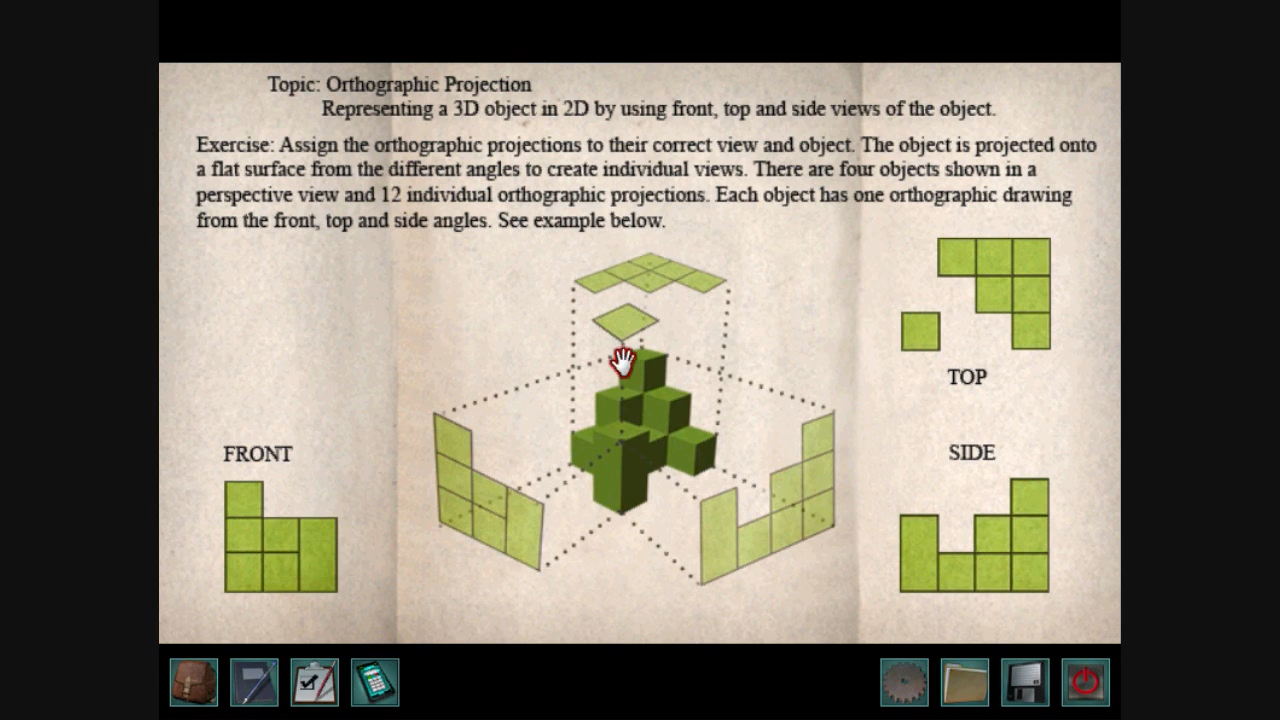 Topic: Orthographic Projection
Representing a 3D object in 2D by using front, top and side views of the object.
Exercise: Assign the orthographic projections to their correct view and object. The object is projected onto
a flat surface from the different angles to create individual views. There are four objects shown in a
perspective view and 12 individual orthographic projections. Each object has one orthographic drawing
from the front, top and side angles. See example below.
TOP
FRONT
SIDE